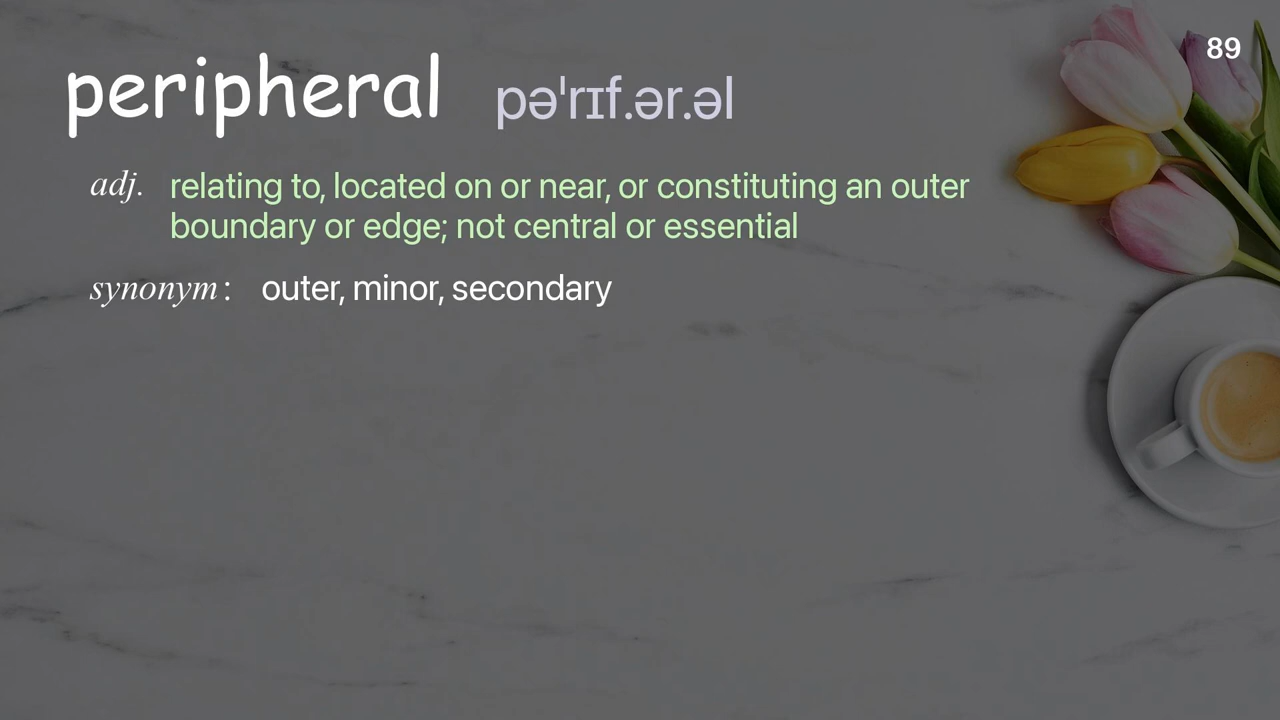 89
peripheral pəˈrɪf.ər.əl
adj. relating to, located on or near, or constituting an outer
boundary or edge; not central or essential
synonym: outer, minor, secondary